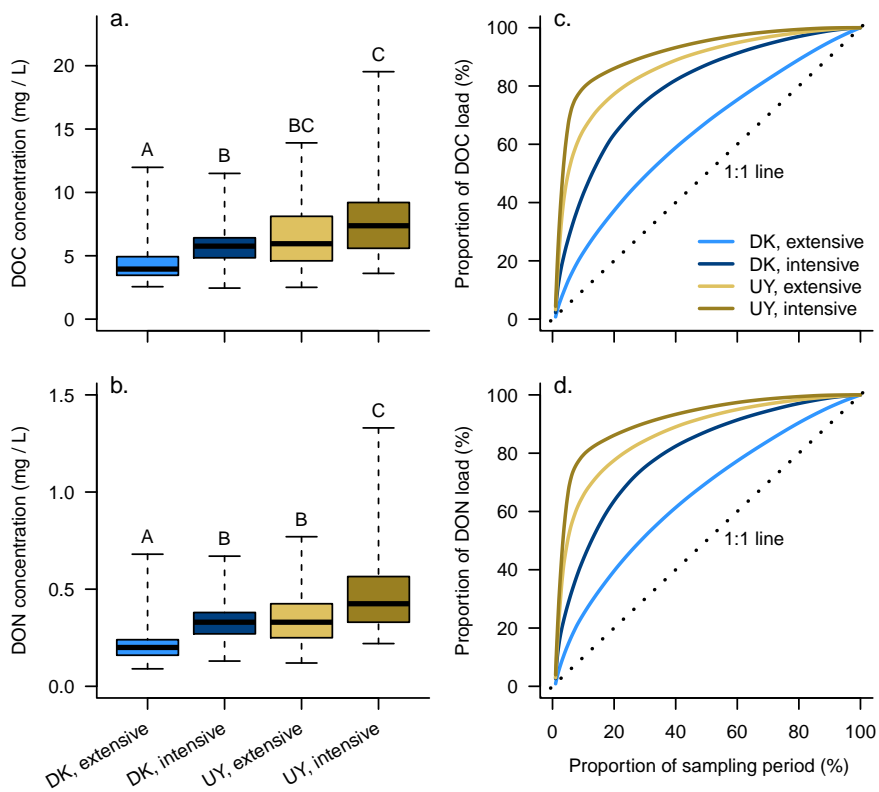 a.
DOC concentration (mg / L)
20
15
10
5
0
A
B
BC
C
b.
DON concentration (mg / L)
1.5
1.0
0.5
0.0
A
B
B
C
DK, extensive
DK, intensive
UY, extensive
UY, intensive
c.
Proportion of DOC load (%)
100
80
60
40
20
0
1:1 line
DK, extensive
DK, intensive
UY, extensive
UY, intensive
d.
Proportion of DON load (%)
100
80
60
40
20
0
1:1 line
0 20 40 60 80 100
Proportion of sampling period (%)